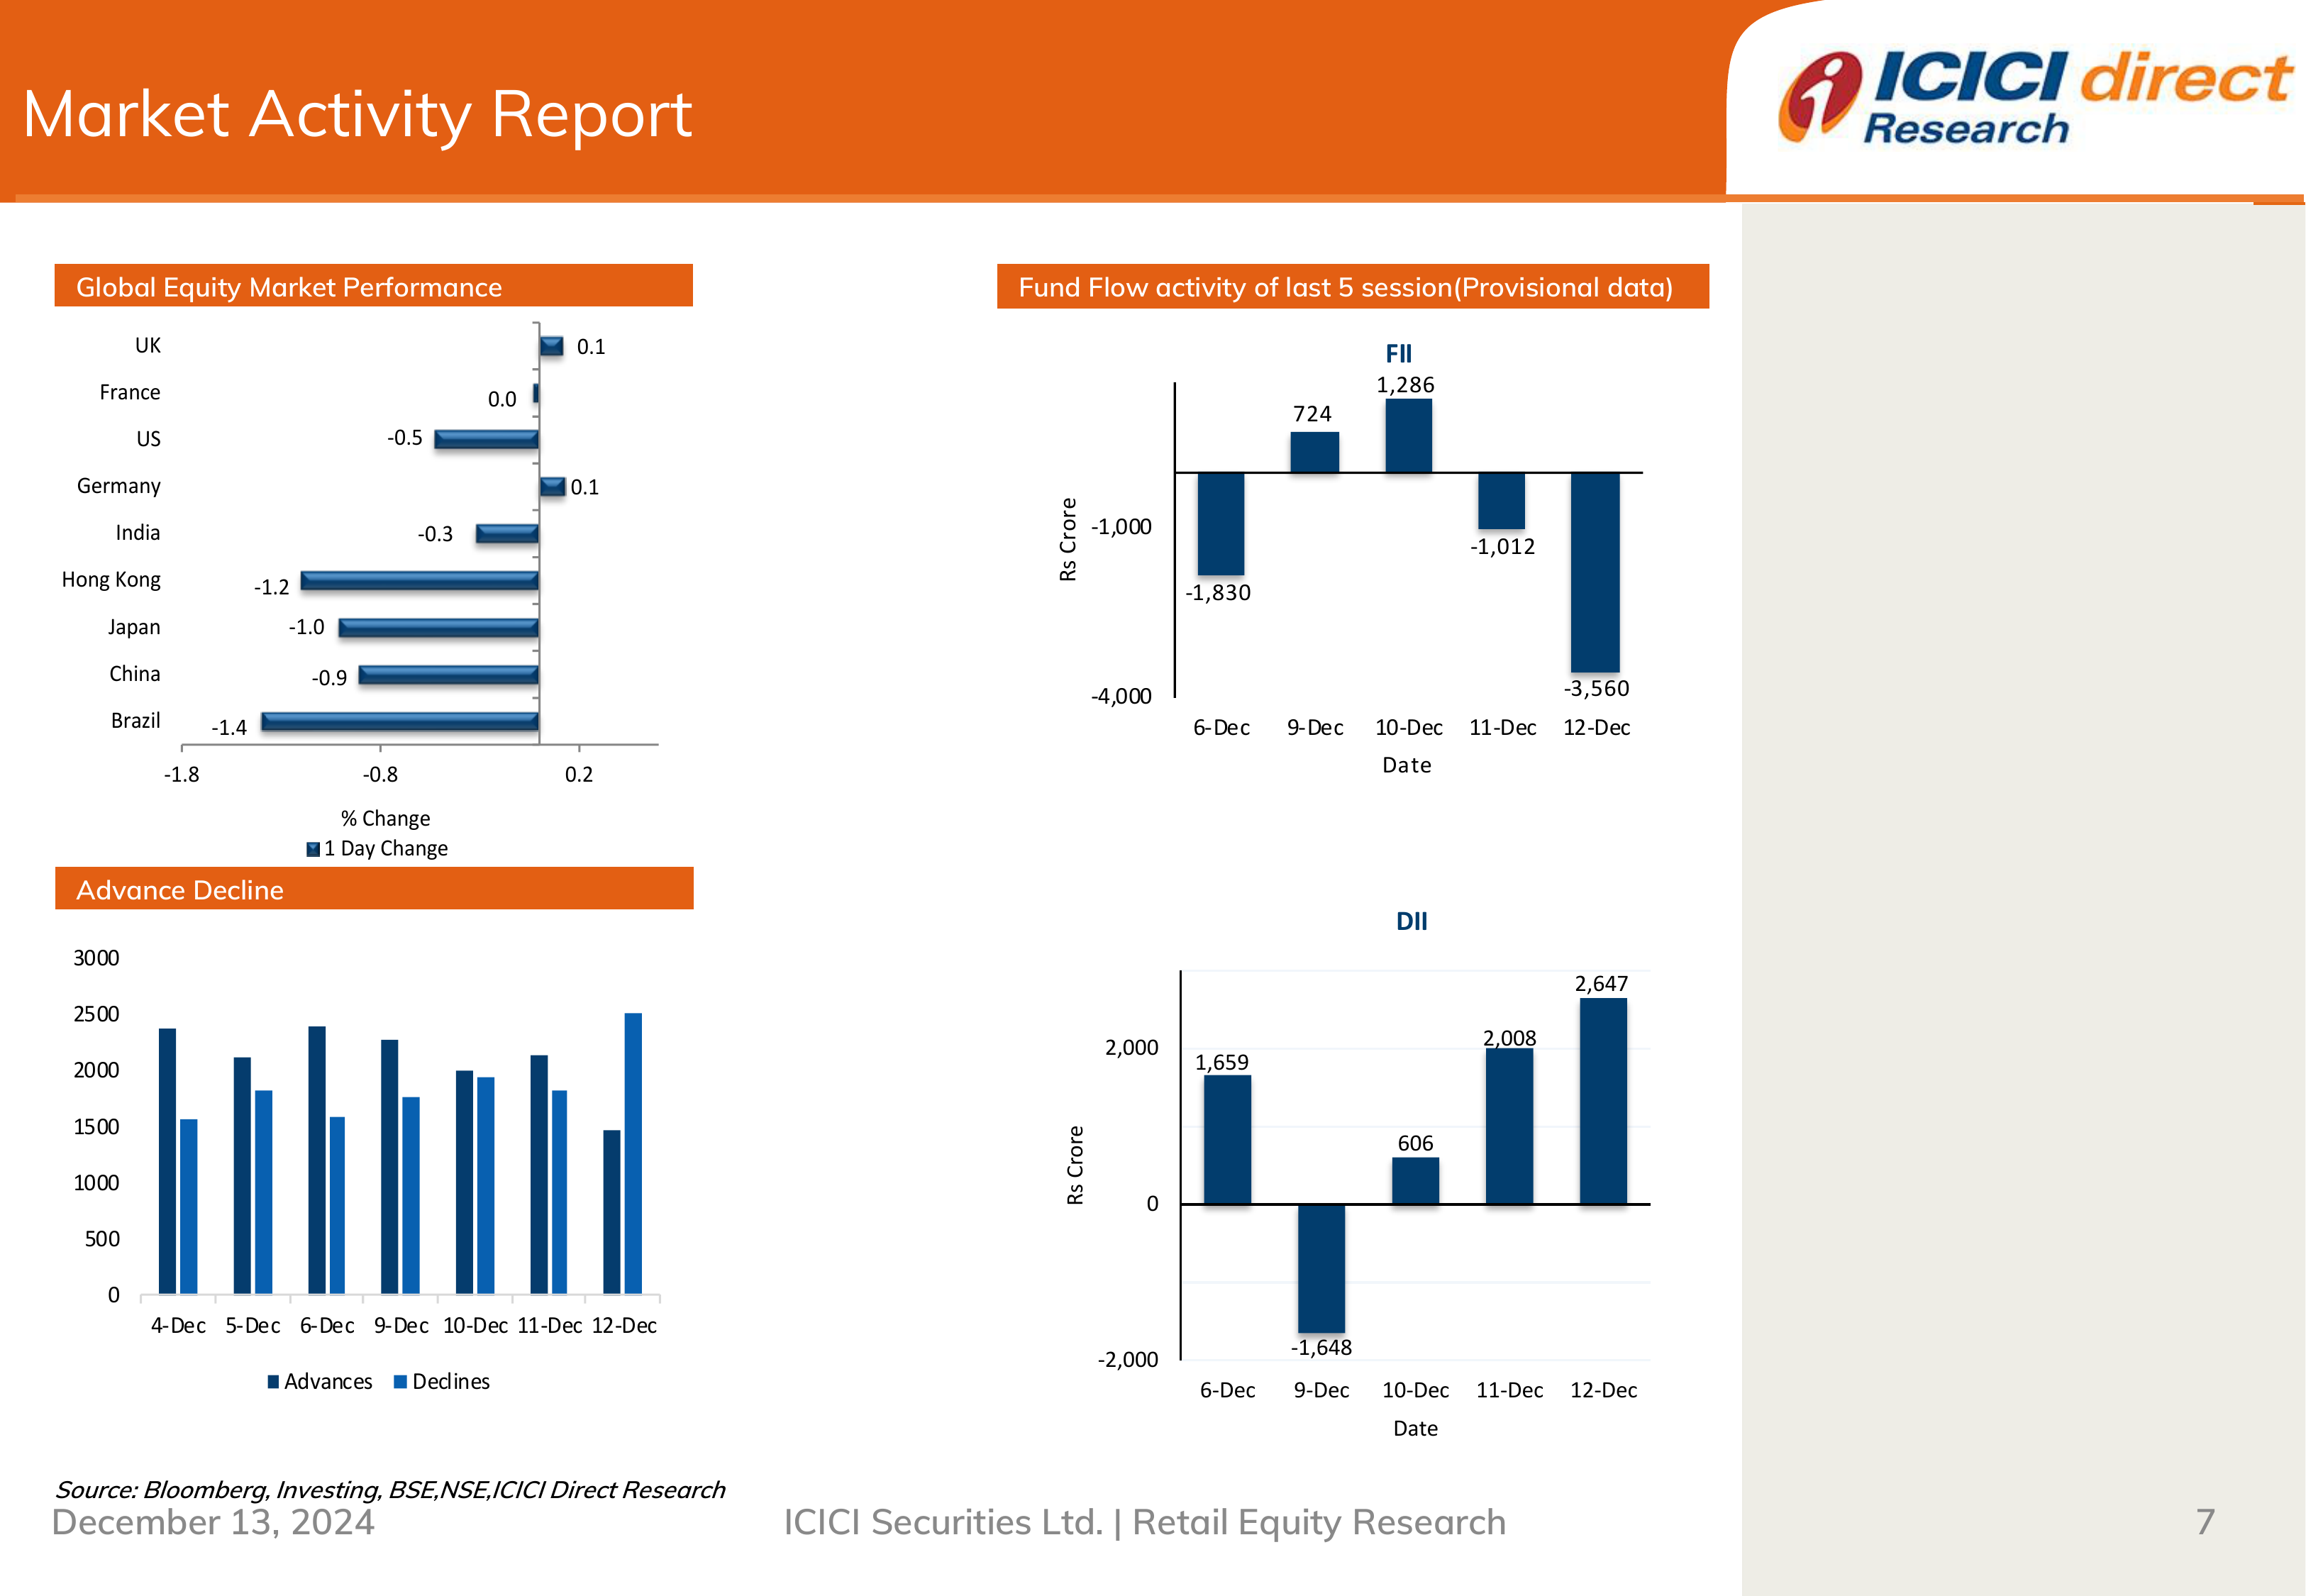 Market Activity Report
ICICI direct
Research
Global Equity Market Performance
UK 0.1
France 0.0
US -0.5
Germany 0.1
India -0.3
Hong Kong -1.2
Japan -1.0
China -0.9
Brazil -1.4
-1.8 -0.8 0.2
% Change
1 Day Change
Advance Decline
3000
2500
2000
1500
1000
500
0
4-Dec 5-Dec 6-Dec 9-Dec 10-Dec 11-Dec 12-Dec
Advances Declines
Fund Flow activity of last 5 session(Provisional data)
FII
1,286
724
Rs Crore
-1,000
-1,012
-1,830
-3,560
-4,000
6-Dec 9-Dec 10-Dec 11-Dec 12-Dec
Date
DII
2,647
2,008
2,000
1,659
606
Rs Crore
0
-1,648
-2,000
6-Dec 9-Dec 10-Dec 11-Dec 12-Dec
Date
Source: Bloomberg, Investing, BSE,NSE,ICICI Direct Research
December 13, 2024 ICICI Securities Ltd. | Retail Equity Research 7